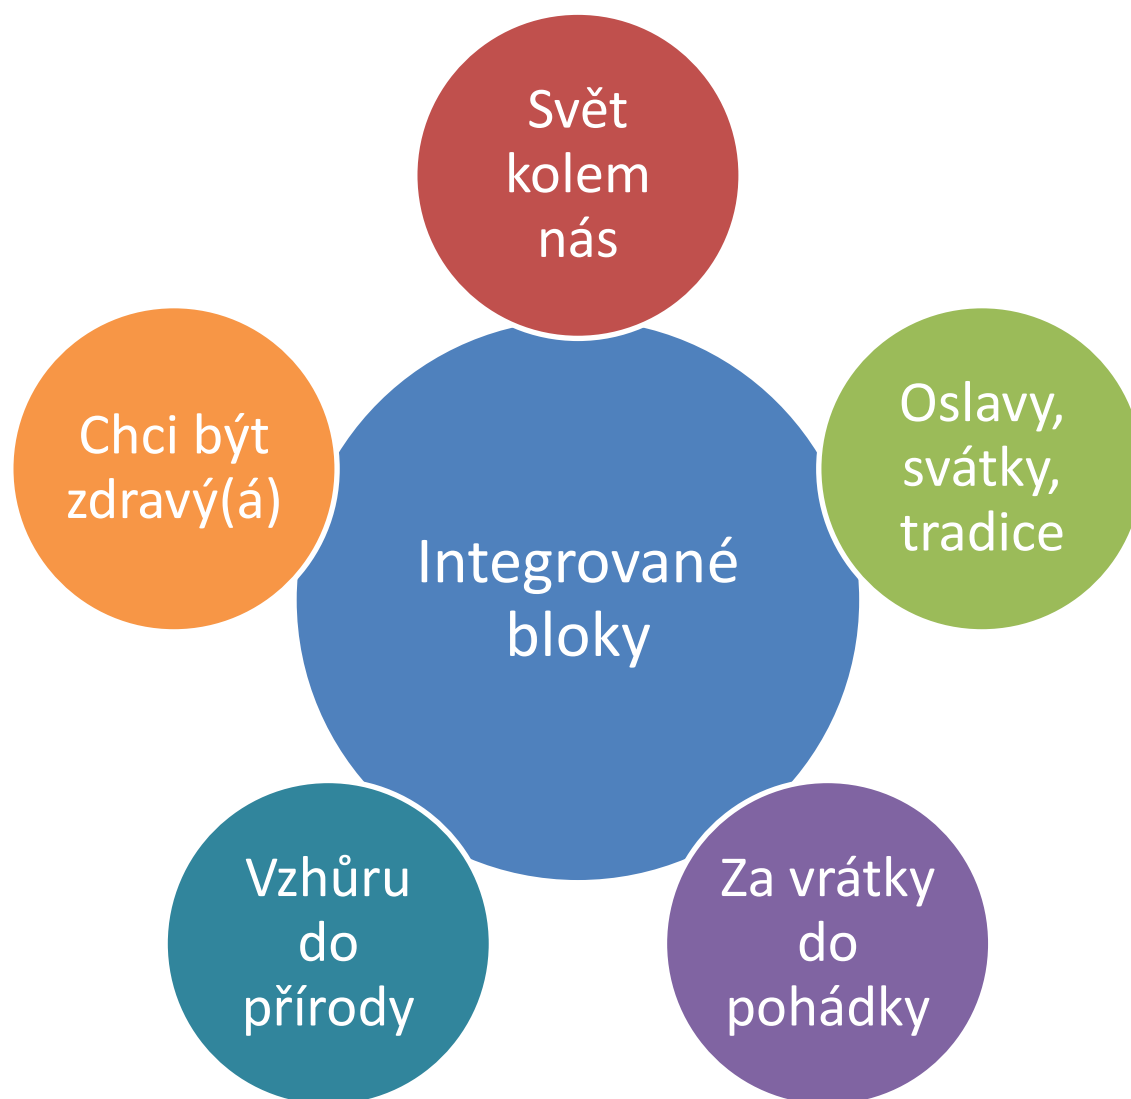 Svět
kolem
nás
Oslavy,
svátky,
tradice
Za vrátky
do
pohádky
Vzhůru
do
přírody
Chci být
zdravý(á)
Integrované
bloky